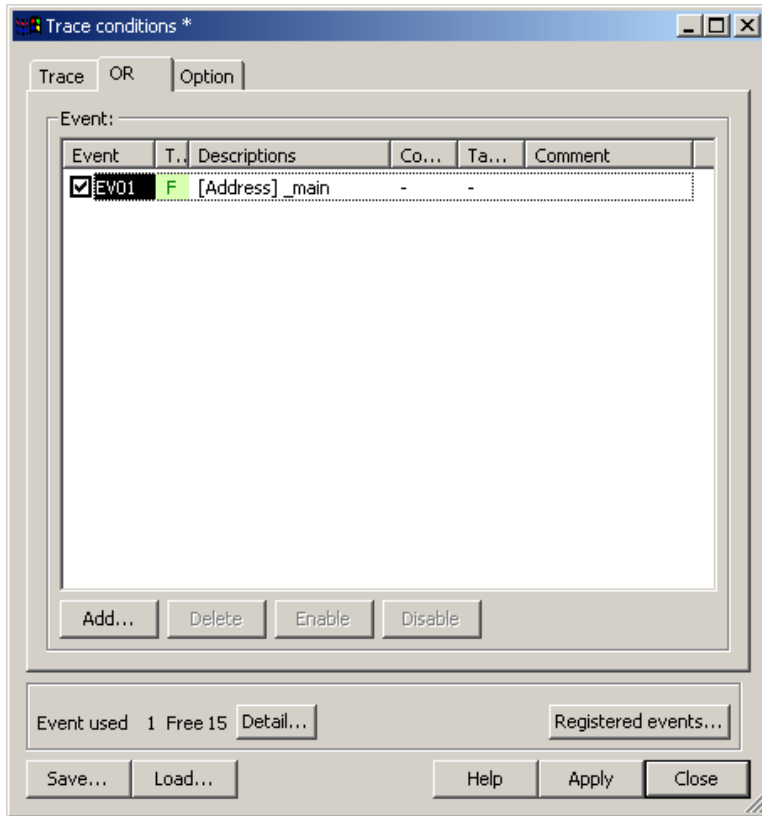 Trace conditions *
Trace OR Option
Event:
Event T.. Descriptions Co... Ta... Comment
EV01 F [Address] _main - -
Add... Delete Enable Disable
Event used 1 Free 15 Detail... Registered events...
Save... Load... Help Apply Close